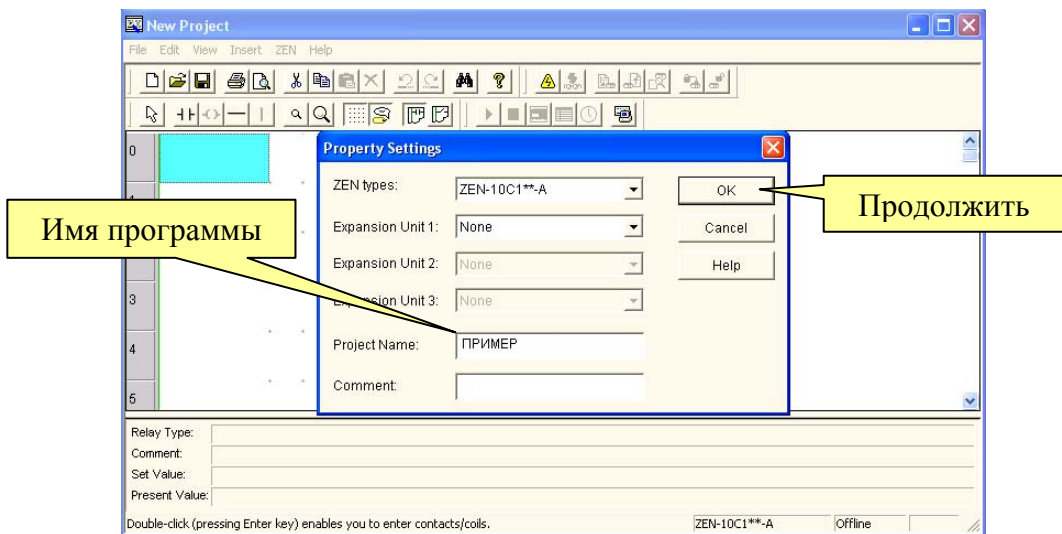 New Project
File Edit View Insert ZEN Help
0
Property Settings
ZEN types: ZEN-10C1**-A OK
Продолжить
Имя программы
Expansion Unit 1: None Cancel
Expansion Unit 2: None Help
3
Expansion Unit 3: None
4
Project Name: ПРИМЕР
5
Comment:
Relay Type:
Comment:
Set Value:
Present Value:
Double-click (pressing Enter key) enables you to enter contacts/coils. ZEN-10C1**-A Offline